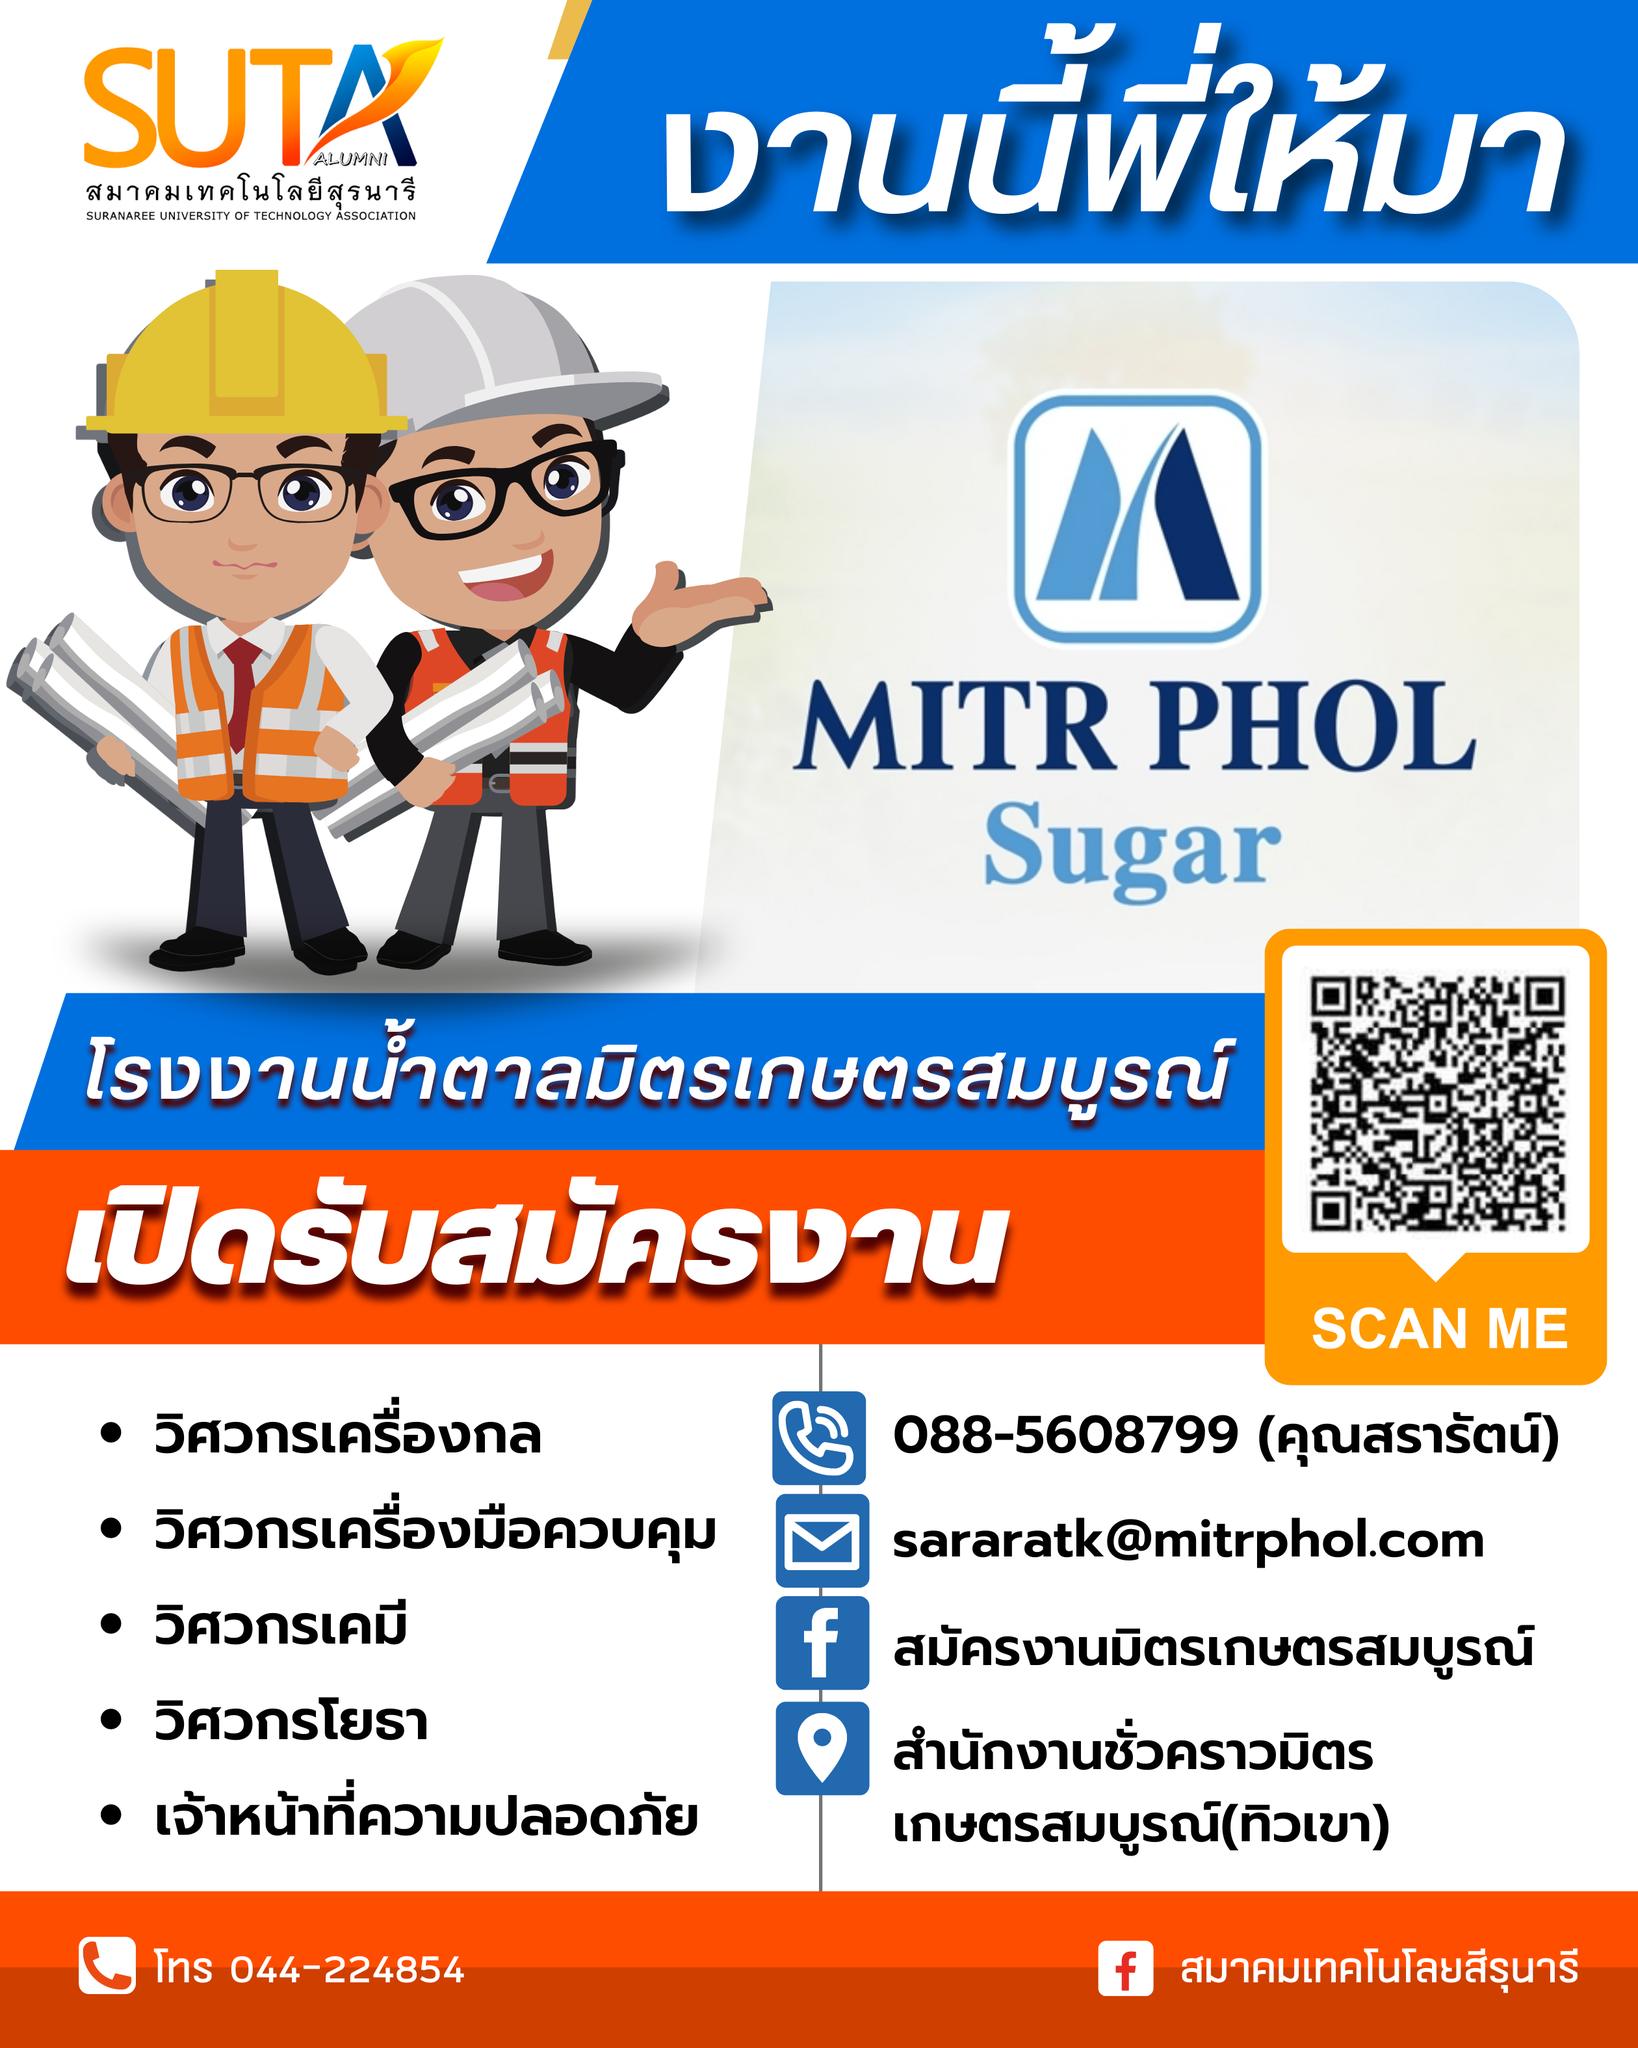 SUTA
ALUMNI
สมาคมเทคโนโลยีสุรนารี
SURANAREE UNIVERSITY OF TECHNOLOGY ASSOCIATION
งานนี้พี่ให้มา
MITR PHOL
Sugar
โรงงานน้ำตาลมิตรเกษตรสมบูรณ์
เปิดรับสมัครงาน
SCAN ME
วิศวกรเครื่องกล
วิศวกรเครื่องมือควบคุม
วิศวกรเคมี
วิศวกรโยธา
เจ้าหน้าที่ความปลอดภัย
088-5608799 (คุณสรารัตน์)
sararatk@mitrphol.com
สมัครงานมิตรเกษตรสมบูรณ์
สำนักงานชั่วคราวมิตร
เกษตรสมบูรณ์(ทิวเขา)
โทร 044-224854
สมาคมเทคโนโลยสีรุนารี